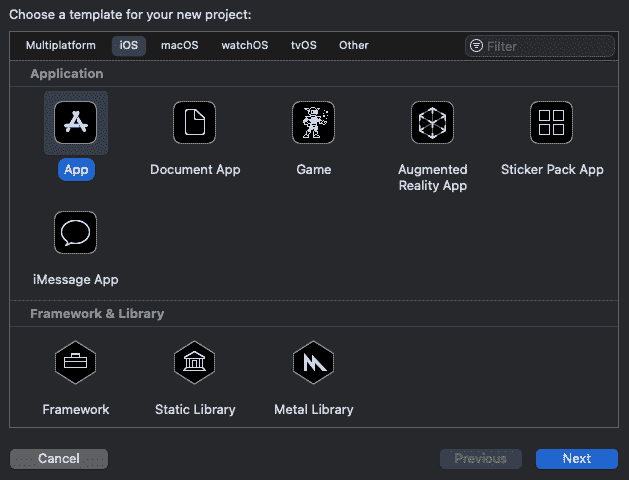 Choose a template for your new project:
Multiplatform iOS macOS watchOS tvOS Other Filter
Application
App Document App Game Augmented Reality App Sticker Pack App
iMessage App
Framework & Library
Framework Static Library Metal Library
Cancel Previous Next